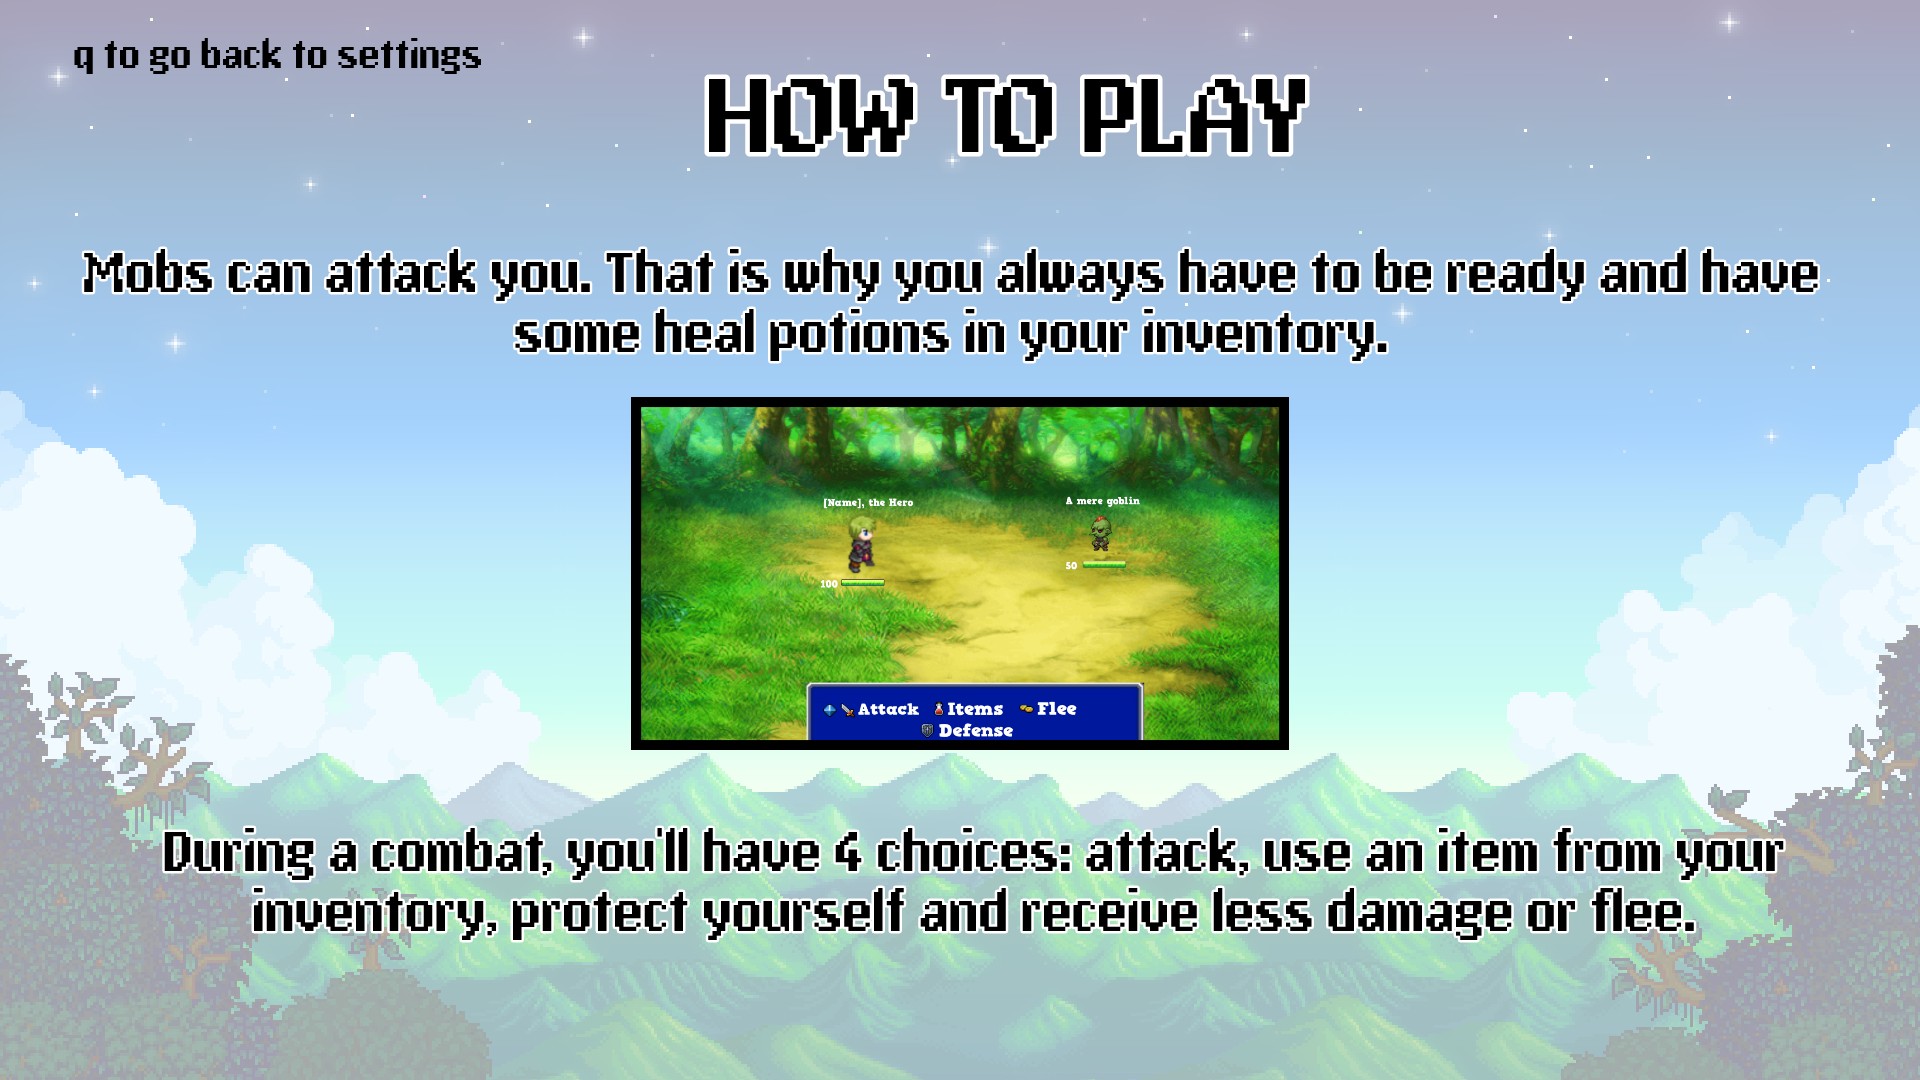 q to go back to settings
HOW TO PLAY
Mobs can attack you. That is why you always have to be ready and have
some heal potions in your inventory.
[Name], the Hero
A mere goblin
100
50
Attack Items Flee
Defense
During a combat, you'll have 4 choices: attack, use an item from your
inventory, protect yourself and receive less damage or flee.